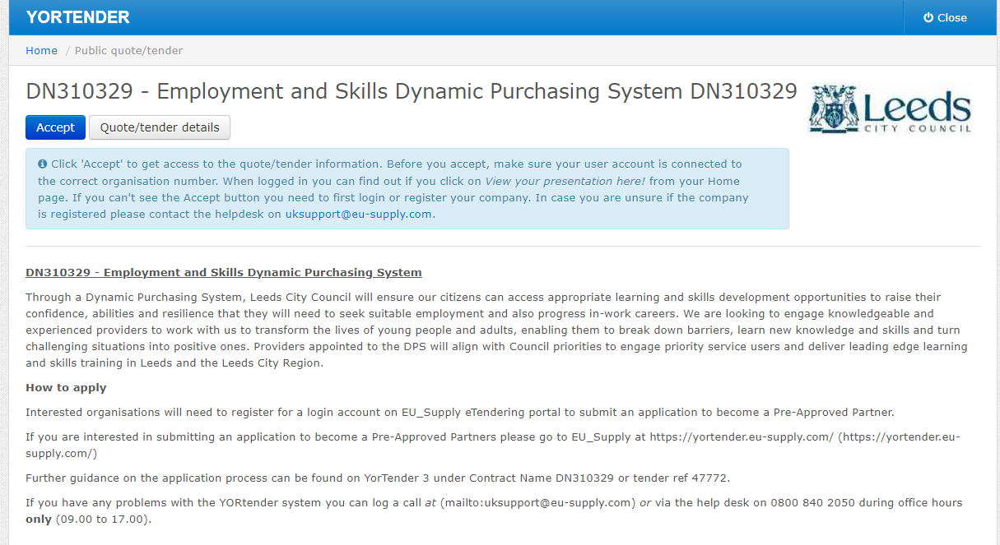 YORTENDER
Close
Home / Public quote/tender
DN310329 - Employment and Skills Dynamic Purchasing System DN310329
Leeds
CITY COUNCIL
Accept
Quote/tender details
Click 'Accept' to get access to the quote/tender information. Before you accept, make sure your user account is connected to
the correct organisation number. When logged in you can find out if you click on View your presentation here! from your Home
page. If you can't see the Accept button you need to first login or register your company. In case you are unsure if the company
is registered please contact the helpdesk on uksupport@eu-supply.com.
DN310329 - Employment and Skills Dynamic Purchasing System
Through a Dynamic Purchasing System, Leeds City Council will ensure our citizens can access appropriate learning and skills development opportunities to raise their
confidence, abilities and resilience that they will need to seek suitable employment and also progress in-work careers. We are looking to engage knowledgeable and
experienced providers to work with us to transform the lives of young people and adults, enabling them to break down barriers, learn new knowledge and skills and turn
challenging situations into positive ones. Providers appointed to the DPS will align with Council priorities to engage priority service users and deliver leading edge learning
and skills training in Leeds and the Leeds City Region.
How to apply
Interested organisations will need to register for a login account on EU_Supply eTendering portal to submit an application to become a Pre-Approved Partner.
If you are interested in submitting an application to become a Pre-Approved Partners please go to EU_Supply at https://yortender.eu-supply.com/ (https://yortender.eu-
supply.com/)
Further guidance on the application process can be found on YorTender 3 under Contract Name DN310329 or tender ref 47772.
If you have any problems with the YORtender system you can log a call at (mailto:uksupport@eu-supply.com) or via the help desk on 0800 840 2050 during office hours
only (09.00 to 17.00).